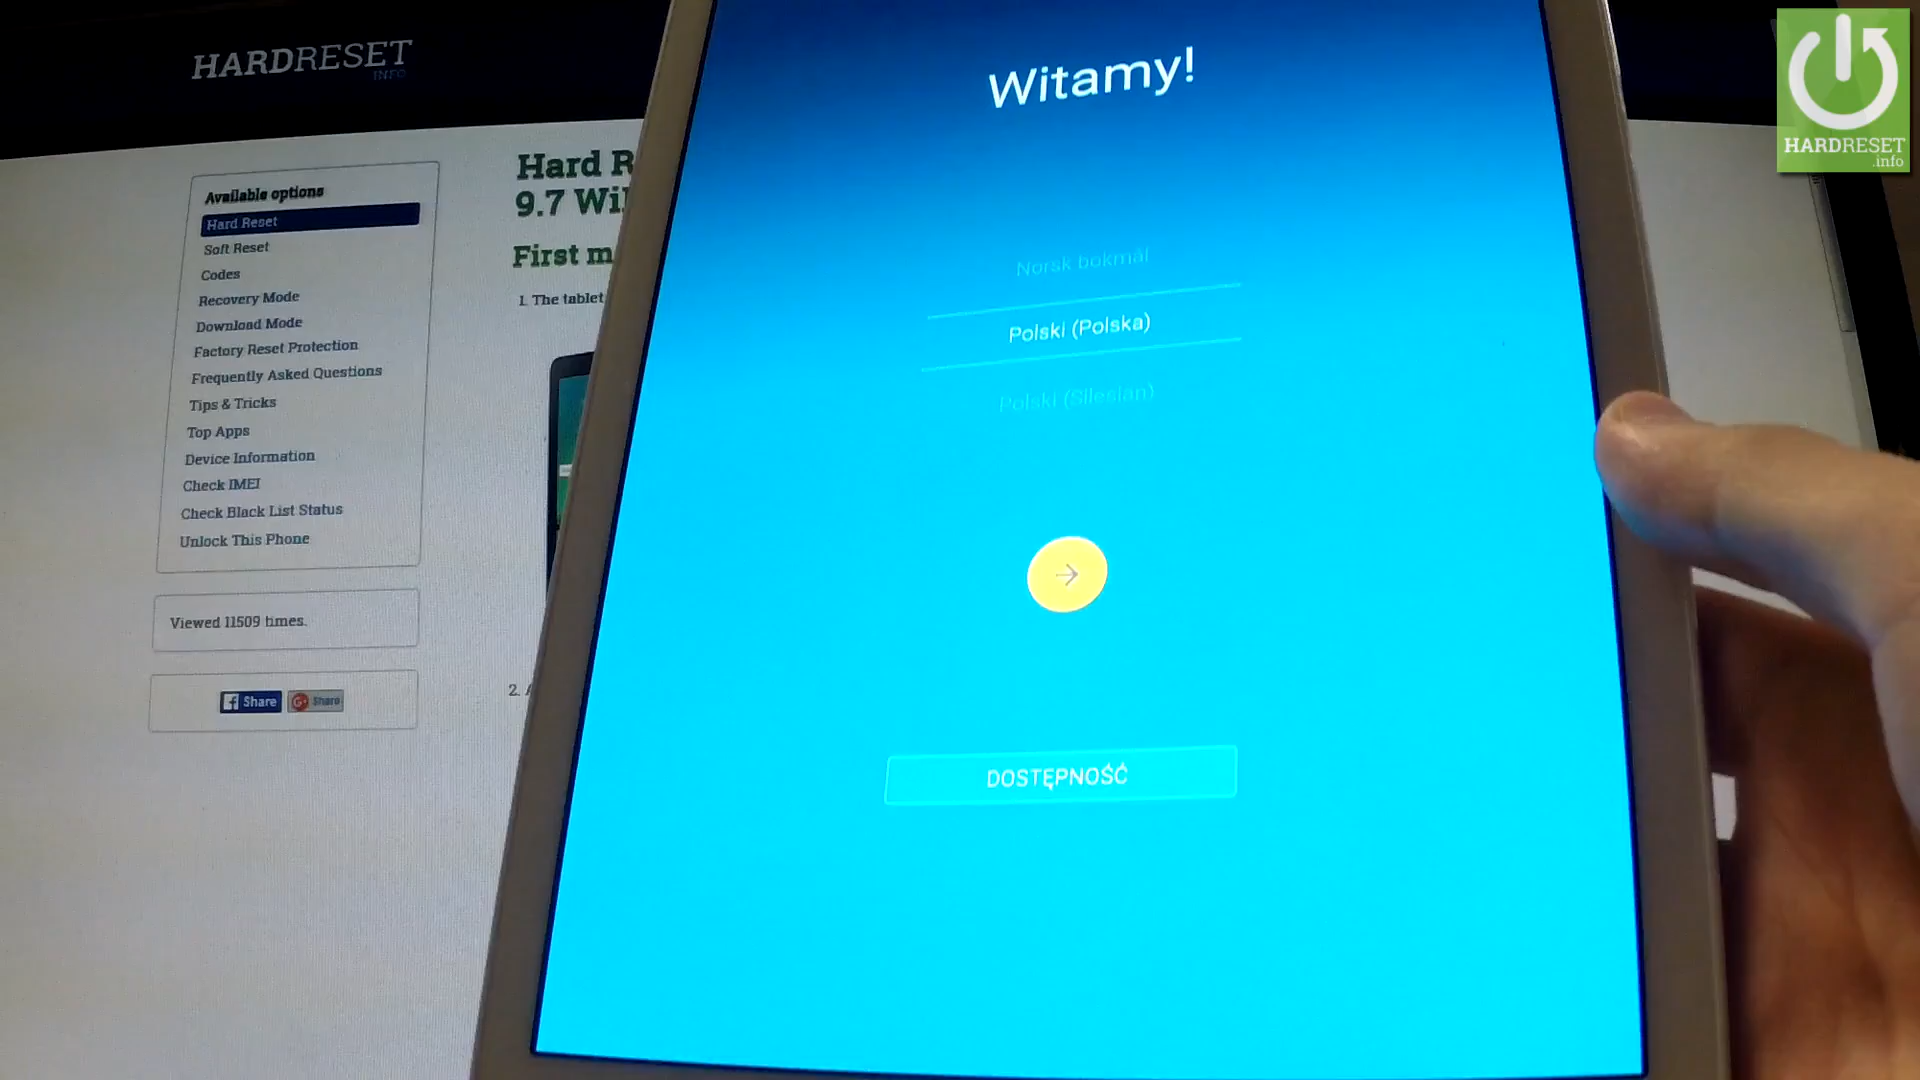 HARDRESET
INFO
Available options
Hard Reset
Soft Reset
Codes
Recovery Mode
Download Mode
Factory Reset Protection
Frequently Asked Questions
Tips & Tricks
Top Apps
Device Information
Check IMEI
Check Black List Status
Unlock This Phone
Viewed 11509 times.
Share
Share
Hard
9.7
First
1. The tablet
2.
Witamy!
Norsk bokmål
Polski (Polska)
Polski (Silesian)
DOSTĘPNOŚĆ
HARDRESET
.info